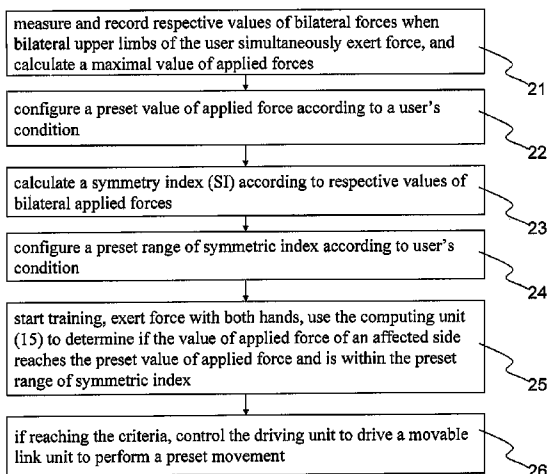 measure and record respective values of bilateral forces when
bilateral upper limbs of the user simultaneously exert force, and
calculate a maximal value of applied forces
21
configure a preset value of applied force according to a user's
condition
22
calculate a symmetry index (SI) according to respective values of
bilateral applied forces
23
configure a preset range of symmetric index according to user's
condition
24
start training, exert force with both hands, use the computing unit
(15) to determine if the value of applied force of an affected side
reaches the preset value of applied force and is within the preset
range of symmetric index
25
if reaching the criteria, control the driving unit to drive a movable
link unit to perform a preset movement
26